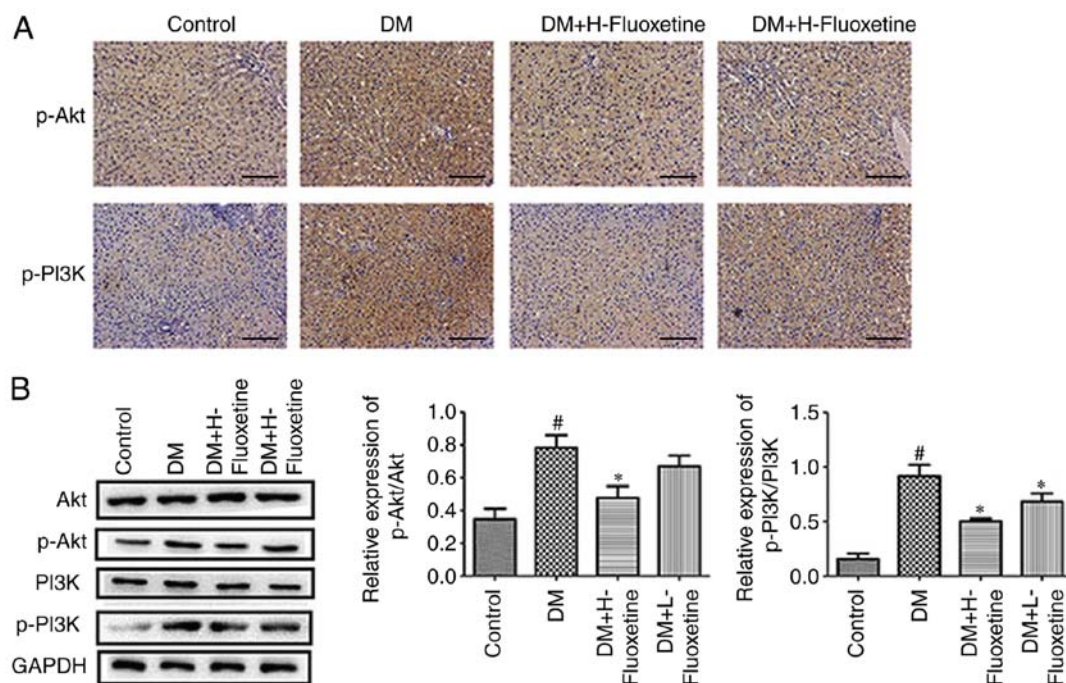 A
Control DM DM+H-Fluoxetine DM+H-Fluoxetine
p-Akt
p-PI3K
B
Control
DM
DM+H-
Fluoxetine
DM+H-
Fluoxetine
Akt
p-Akt
PI3K
p-PI3K
GAPDH
Relative expression of
p-Akt/Akt
1.0
0.8
0.6
0.4
0.2
0.0
#
*
Control
DM
DM+H-
Fluoxetine
DM+L-
Fluoxetine
Relative expression of
p-PI3K/PI3K
1.5
1.0
0.5
0.0
#
*
*
Control
DM
DM+H-
Fluoxetine
DM+L-
Fluoxetine